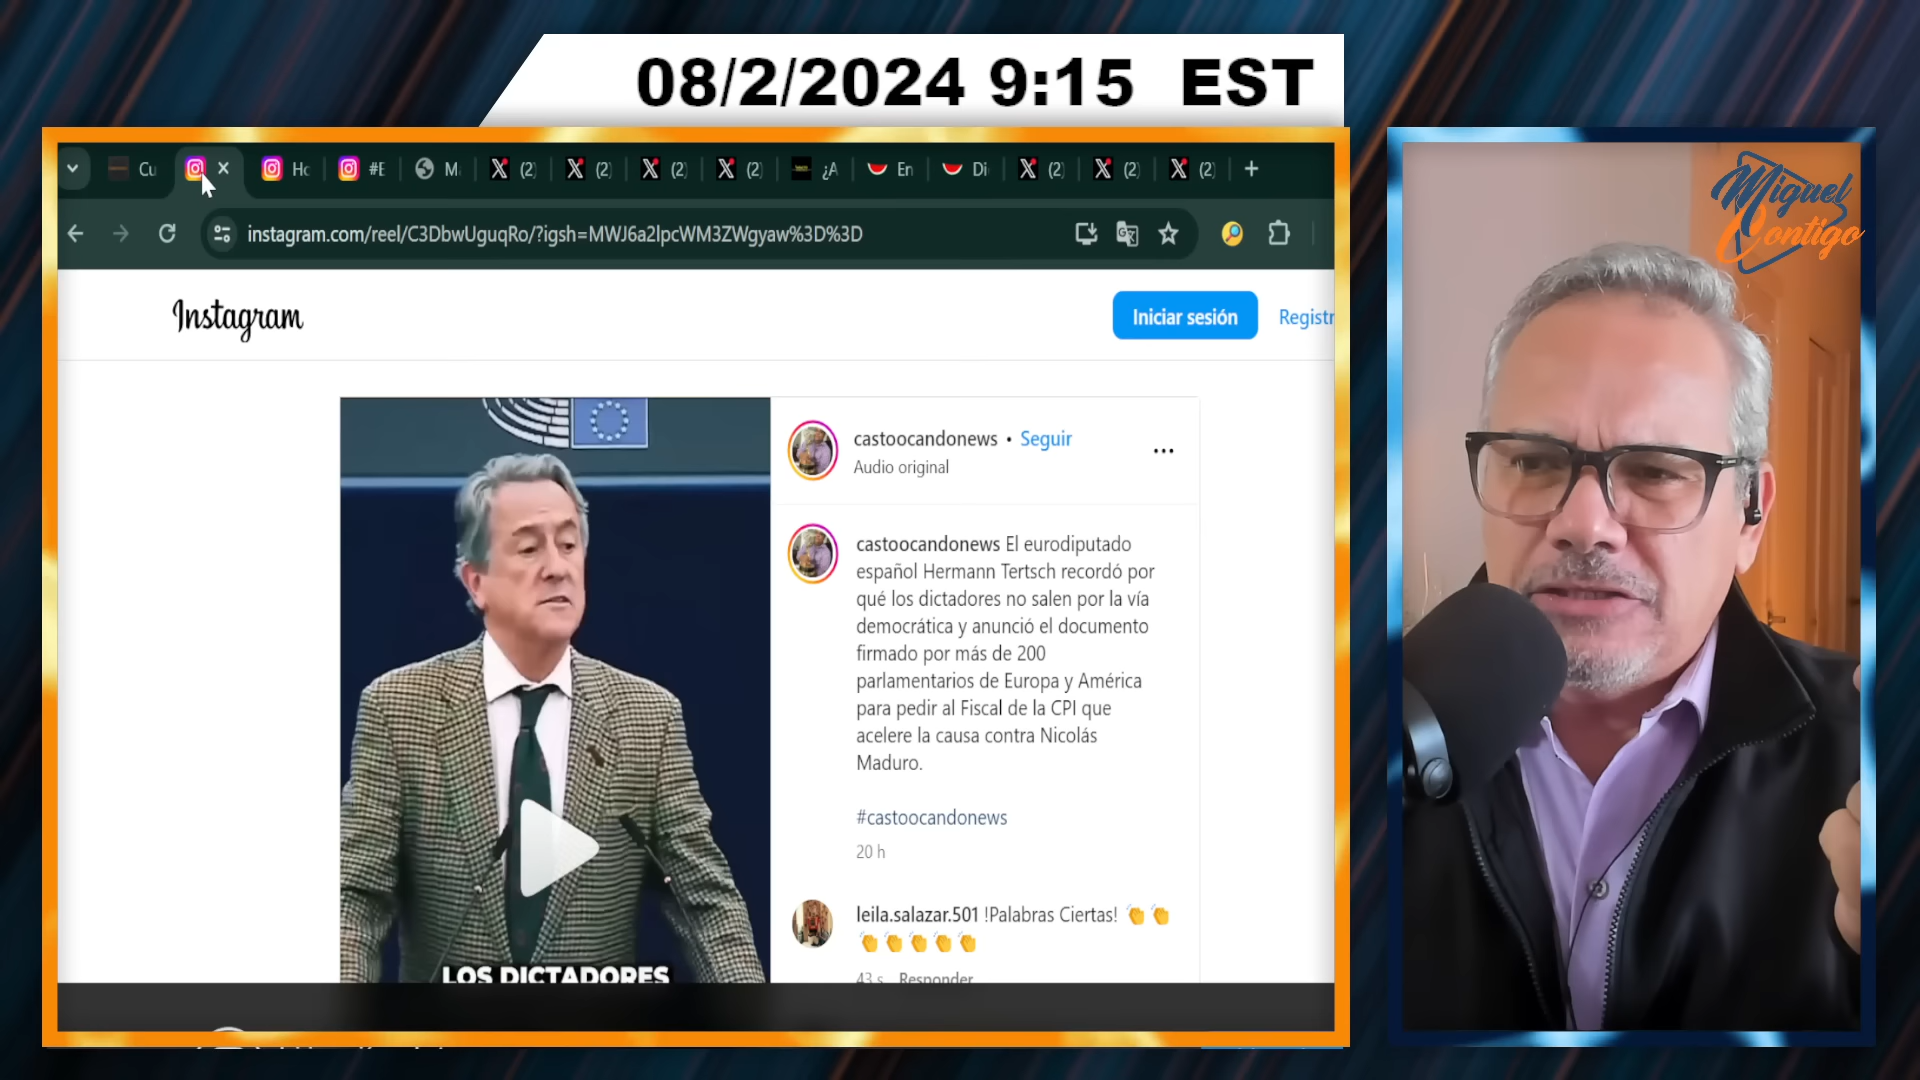 08/2/2024 9:15 EST
Cu
Ho
#E
M
(2)
(2)
(2)
(2)
¿A
En
Di
(2)
(2)
(2)
instagram.com/reel/C3DbwUguqRo/?igsh=MWJ6a2lpcWM3ZWgyaw%3D%3D
Miguel
Contigo
Instagram
Iniciar sesión
Registr
castoocandonews • Seguir
Audio original
castoocandonews El eurodiputado
español Hermann Tertsch recordó por
qué los dictadores no salen por la vía
democrática y anunció el documento
firmado por más de 200
parlamentarios de Europa y América
para pedir al Fiscal de la CPI que
acelere la causa contra Nicolás
Maduro.
#castoocandonews
20 h
leila.salazar.501 !Palabras Ciertas! 👏👏
👏👏👏👏👏
43 s Responder
LOS DICTADORES